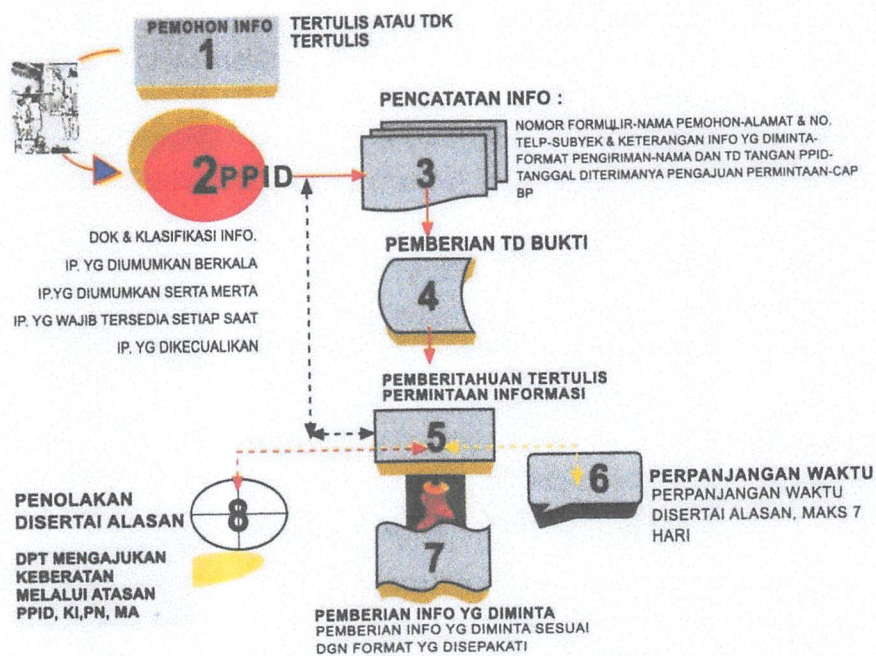 PEMOHON INFO
1
TERTULIS ATAU TDK
TERTULIS
2 PPID
DOK & KLASIFIKASI INFO.
IP. YG DIUMUMKAN BERKALA
IP.YG DIUMUMKAN SERTA MERTA
IP. YG WAJIB TERSEDIA SETIAP SAAT
IP. YG DIKECUALIKAN
PENCATATAN INFO :
3
NOMOR FORMULIR-NAMA PEMOHON-ALAMAT & NO.
TELP-SUBYEK & KETERANGAN INFO YG DIMINTA-
FORMAT PENGIRIMAN-NAMA DAN TD TANGAN PPID-
TANGGAL DITERIMANYA PENGAJUAN PERMINTAAN-CAP
BP
PEMBERIAN TD BUKTI
4
PEMBERITAHUAN TERTULIS
PERMINTAAN INFORMASI
5
6
PERPANJANGAN WAKTU
PERPANJANGAN WAKTU
DISERTAI ALASAN, MAKS 7
HARI
PENOLAKAN
DISERTAI ALASAN
8
DPT MENGAJUKAN
KEBERATAN
MELALUI ATASAN
PPID, KI,PN, MA
7
PEMBERIAN INFO YG DIMINTA
PEMBERIAN INFO YG DIMINTA SESUAI
DGN FORMAT YG DISEPAKATI